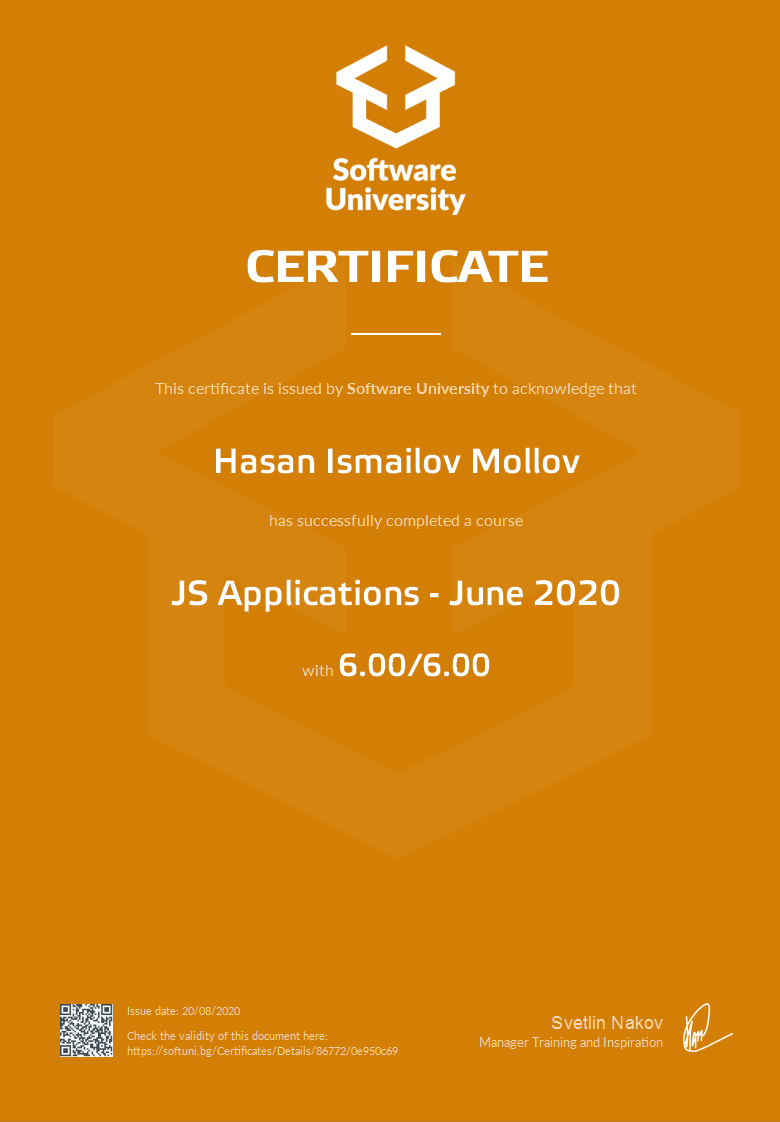 Software
University
CERTIFICATE
This certificate is issued by Software University to acknowledge that
Hasan Ismailov Mollov
has successfully completed a course
JS Applications - June 2020
with 6.00/6.00
Issue date: 20/08/2020
Check the validity of this document here:
https://softuni.bg/Certificates/Details/86772/0e950c69
Svetlin Nakov
Manager Training and Inspiration